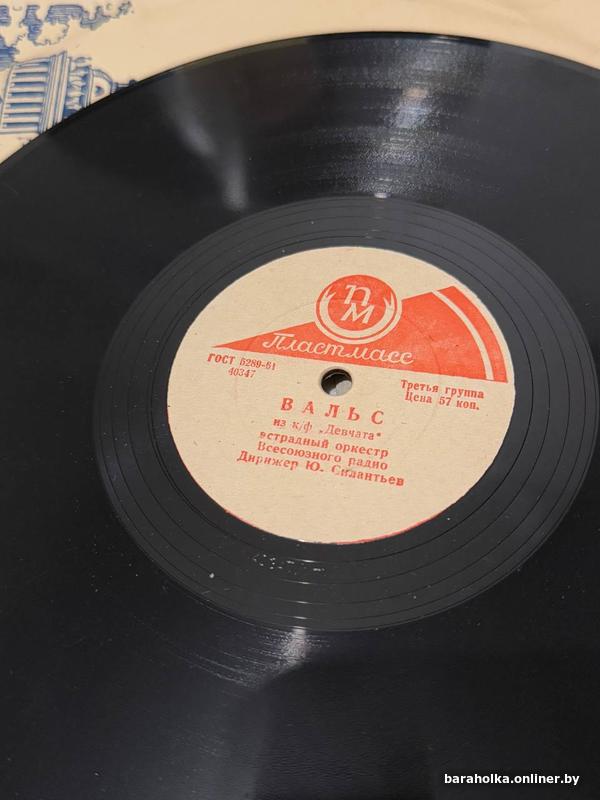 ПМ
Пластмасс
ГОСТ 5289-61
40347
Третья группа
Цена 57 коп.
ВАЛЬС
из к/ф „Девчата"
эстрадный оркестр
Всесоюзного радио
Дирижер Ю. Силантьев
baraholka.onliner.by